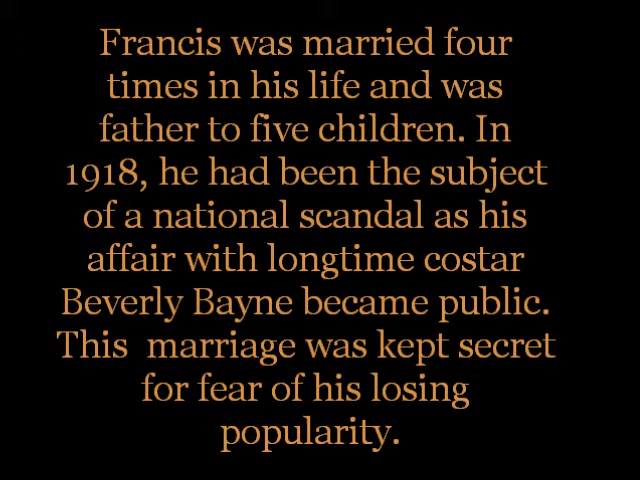 Francis was married four
times in his life and was
father to five children. In
1918, he had been the subject
of a national scandal as his
affair with longtime costar
Beverly Bayne became public.
This  marriage was kept secret
for fear of his losing
popularity.